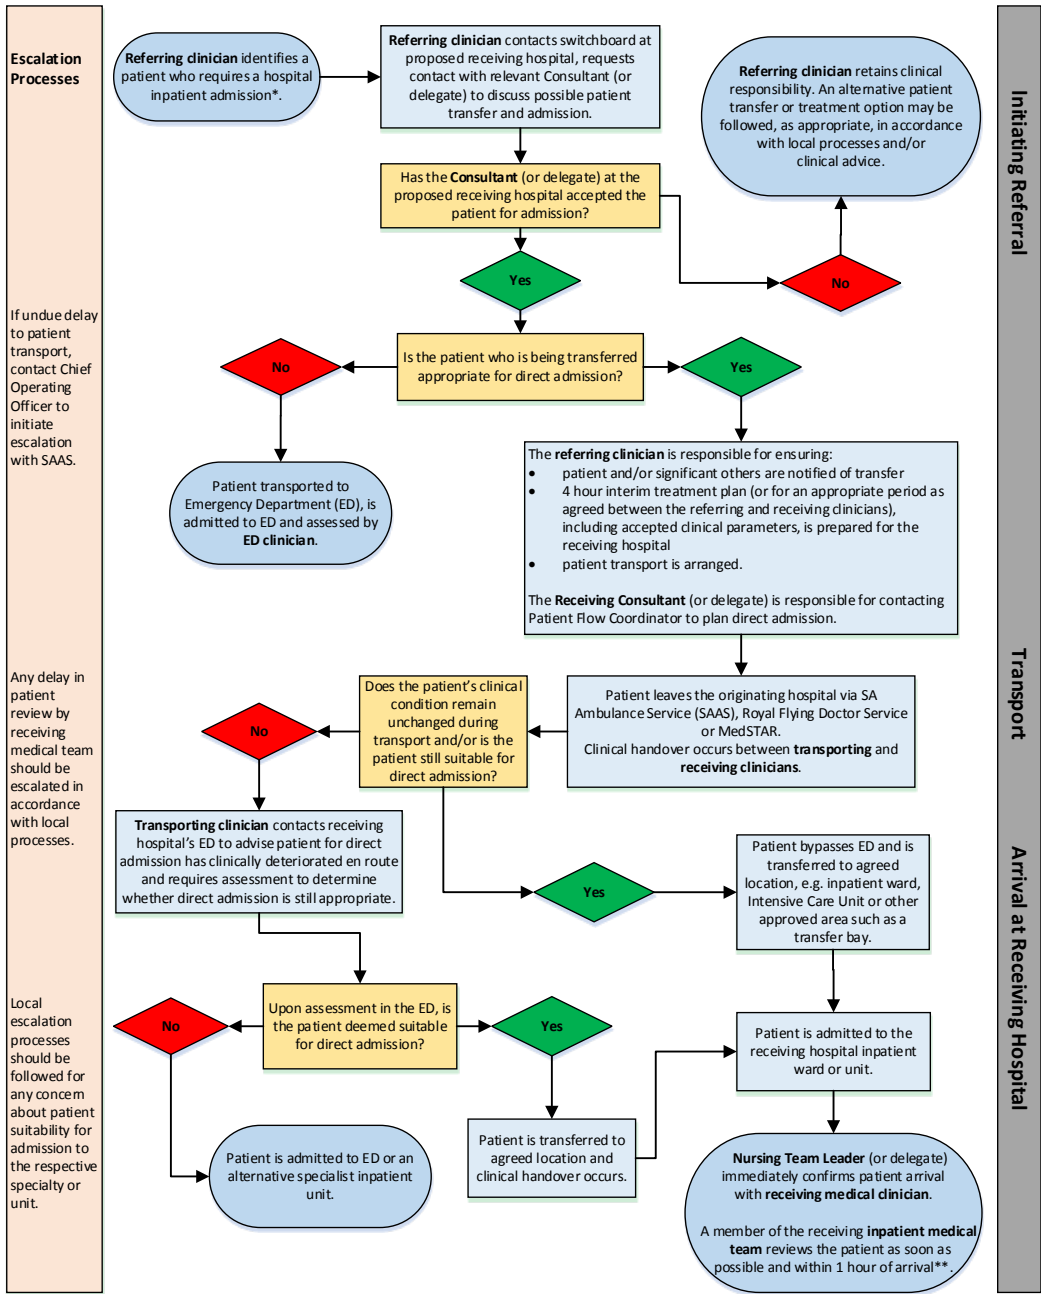 Escalation
Processes
If undue delay
to patient
transport,
contact Chief
Operating
Officer to
initiate
escalation
with SAAS.
Any delay in
patient
review by
receiving
medical team
should be
escalated in
accordance
with local
processes.
Local
escalation
processes
should be
followed for
any concern
about patient
suitability for
admission to
the respective
specialty or
unit.
Referring clinician identifies a
patient who requires a hospital
inpatient admission*.
Referring clinician contacts switchboard at
proposed receiving hospital, requests
contact with relevant Consultant (or
delegate) to discuss possible patient
transfer and admission.
Referring clinician retains clinical
responsibility. An alternative patient
transfer or treatment option may be
followed, as appropriate, in accordance
with local processes and/or
clinical advice.
Has the Consultant (or delegate) at the
proposed receiving hospital accepted the
patient for admission?
Yes
No
Is the patient who is being transferred
appropriate for direct admission?
No
Yes
Patient transported to
Emergency Department (ED), is
admitted to ED and assessed by
ED clinician.
The referring clinician is responsible for ensuring:
• patient and/or significant others are notified of transfer
• 4 hour interim treatment plan (or for an appropriate period as
agreed between the referring and receiving clinicians),
including accepted clinical parameters, is prepared for the
receiving hospital
• patient transport is arranged.
The Receiving Consultant (or delegate) is responsible for contacting
Patient Flow Coordinator to plan direct admission.
Patient leaves the originating hospital via SA
Ambulance Service (SAAS), Royal Flying Doctor Service
or MedSTAR.
Clinical handover occurs between transporting and
receiving clinicians.
Does the patient's clinical
condition remain
unchanged during
transport and/or is the
patient still suitable for
direct admission?
No
Transporting clinician contacts receiving
hospital's ED to advise patient for direct
admission has clinically deteriorated en route
and requires assessment to determine
whether direct admission is still appropriate.
Yes
Patient bypasses ED and is
transferred to agreed
location, e.g. inpatient ward,
Intensive Care Unit or other
approved area such as a
transfer bay.
Upon assessment in the ED, is
the patient deemed suitable
for direct admission?
No
Yes
Patient is admitted to the
receiving hospital inpatient
ward or unit.
Patient is transferred to
agreed location and
clinical handover occurs.
Patient is admitted to ED or an
alternative specialist inpatient
unit.
Nursing Team Leader (or delegate)
immediately confirms patient arrival
with receiving medical clinician.
A member of the receiving inpatient medical
team reviews the patient as soon as
possible and within 1 hour of arrival**.
Initiating Referral
Transport
Arrival at Receiving Hospital